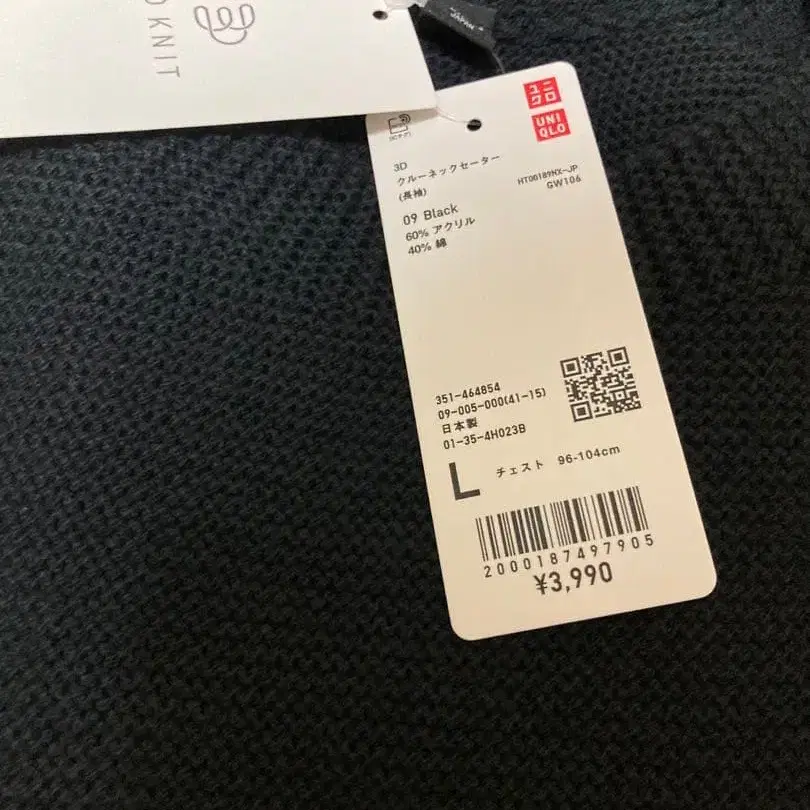 KNIT
JAPAN
ユニ
クロ
UNI
QLO
3D
クルーネックセーター
(長袖)
HT00189NX-JP
GW106
09 Black
60% アクリル
40% 綿
351-464854
09-005-000(41-15)
日本製
01-35-4H023B
L チェスト 96-104cm
2000187497905
¥3,990